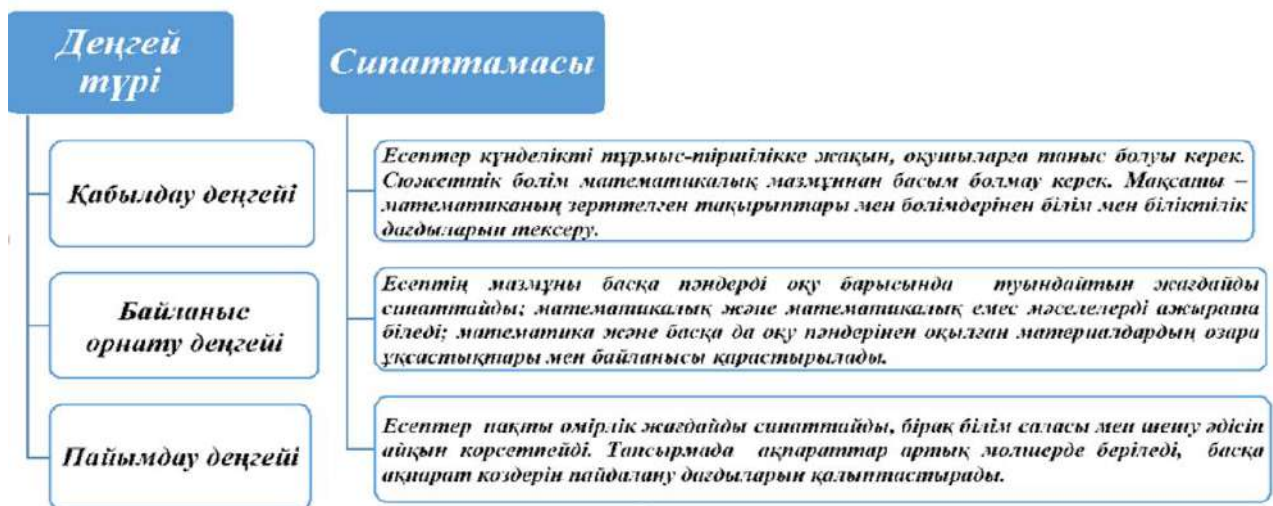 Деңгей
түрі
Сипаттамасы
Қабылдау деңгейі
Есептер күнделікті тұрмыс-тіршілікке жақын, оқушыларға таныс болуы керек.
Сюжеттік бөлім математикалық мазмұннан басым болмау керек. Мақсаты –
математиканың зерттелген тақырыптары мен бөлімдерінен білім мен біліктілік
дағдыларын тексеру.
Байланыс
орнату деңгейі
Есептің мазмұны басқа пәндерді оқу барысында туындайтын жағдайды
сипаттайды; математикалық және математикалық емес мәселелерді ажырата
біледі; математика және басқа да оқу пәндерінен оқылған материалдардың өзара
ұқсастықтары мен байланысы қарастырылады.
Пайымдау деңгейі
Есептер нақты өмірлік жағдайды сипаттайды, бірақ білім саласы мен шешу әдісін
айқын көрсетпейді. Тапсырмада ақпараттар артық мөлшерде беріледі, басқа
ақпарат көздерін пайдалану дағдыларын қалыптастырады.